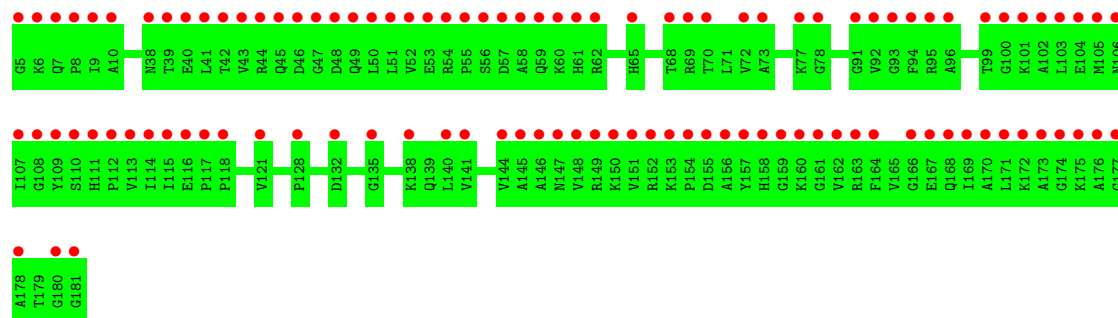 G5 K6 Q7 P8 I9 A10 N38 T39 E40 L41 T42 V43 R44 Q45 D46 G47 D48 Q49 L50 L51 V52 E53 R54 P55 S56 D57 A58 Q59 K60 H61 R62 H65 T68 R69 T70 L71 V72 A73 K77 G78 G91 V92 G93 F94 R95 A96 T99 G100 K101 A102 L103 E104 M105 N106
I107 G108 Y109 S110 H111 P112 V113 I114 I115 E116 P117 P118 V121 P128 D132 G135 K138 Q139 L140 V141 V144 A145 A146 N147 V148 R149 K150 V151 R152 K153 P154 D155 A156 Y157 H158 G159 K160 G161 V162 R163 F164 V165 G166 E167 Q168 I169 A170 L171 K172 A173 G174 K175 A176 G177
A178 T179 G180 G181